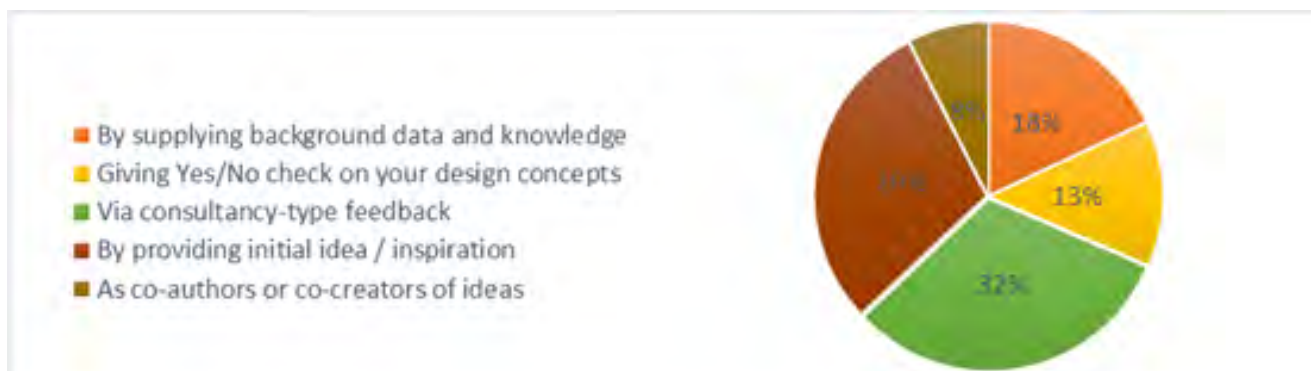 By supplying background data and knowledge
Giving Yes/No check on your design concepts
Via consultancy-type feedback
By providing initial idea / inspiration
As co-authors or co-creators of ideas
18%
13%
32%